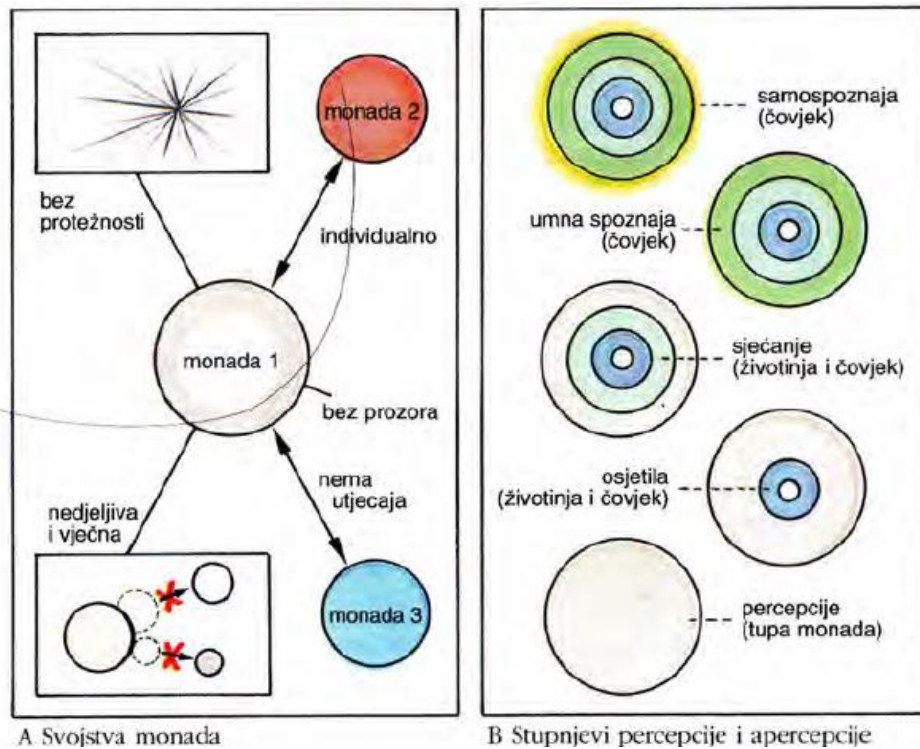 monada 2
bez
protežnosti
individualno
monada 1
bez prozora
nema
utjecaja
nedjeljiva
i vječna
monada 3
A Svojstva monada
samospoznaja
(čovjek)
umna spoznaja
(čovjek)
sjećanje
(životinja i čovjek)
osjetila
(životinja i čovjek)
percepcije
(tupa monada)
B Stupnjevi percepcije i apercepcije